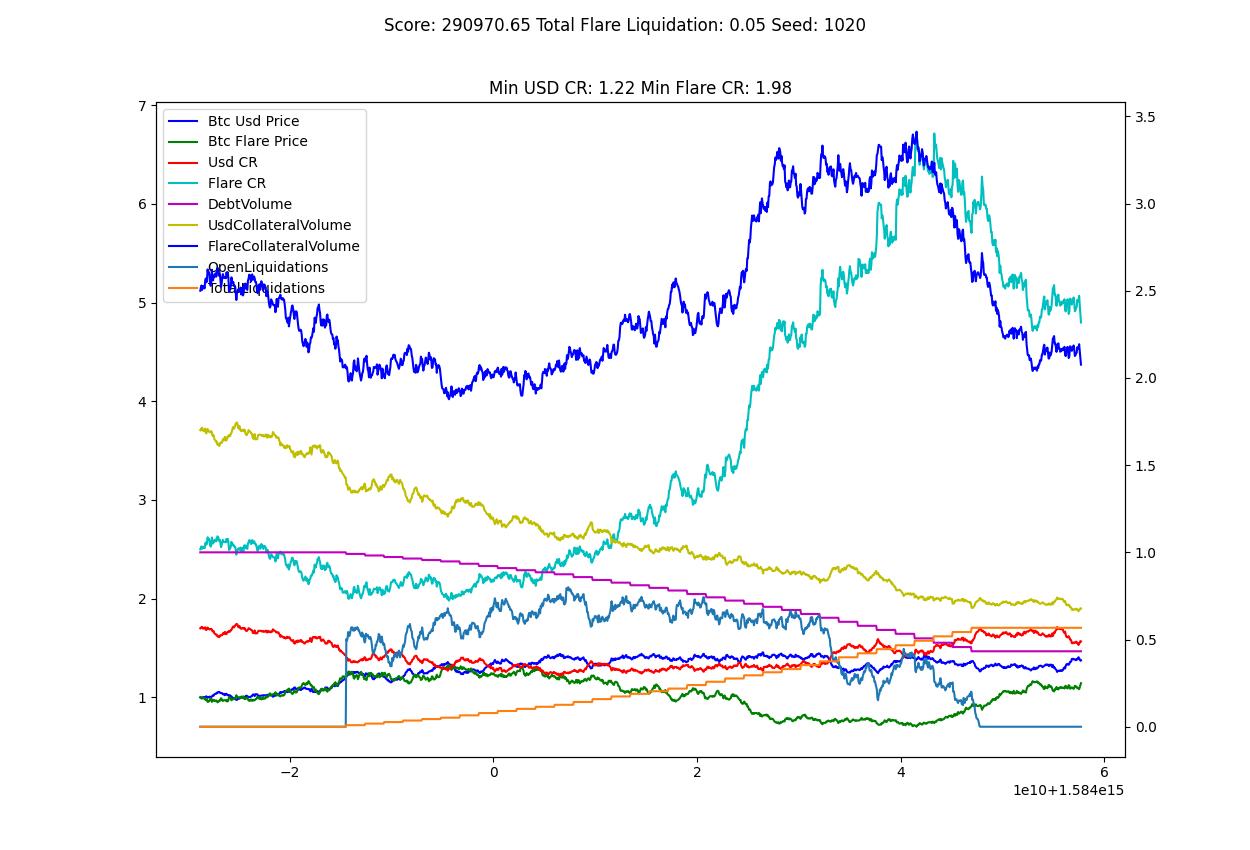 Score: 290970.65 Total Flare Liquidation: 0.05 Seed: 1020
Min USD CR: 1.22 Min Flare CR: 1.98
7
6
5
4
3
2
1
Btc Usd Price
Btc Flare Price
Usd CR
Flare CR
DebtVolume
UsdCollateralVolume
FlareCollateralVolume
OpenLiquidations
TotalLiquidations
3.5
3.0
2.5
2.0
1.5
1.0
0.5
0.0
−2
0
2
4
6
1e10+1.584e15